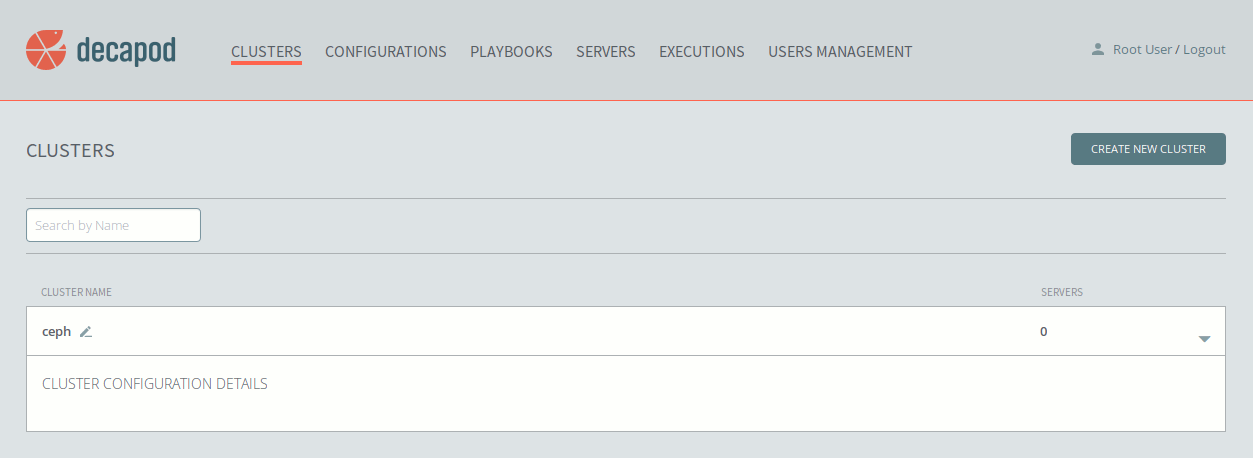 decapod CLUSTERS CONFIGURATIONS PLAYBOOKS SERVERS EXECUTIONS USERS MANAGEMENT Root User / Logout
CLUSTERS CREATE NEW CLUSTER
Search by Name
CLUSTER NAME SERVERS
ceph 0
CLUSTER CONFIGURATION DETAILS